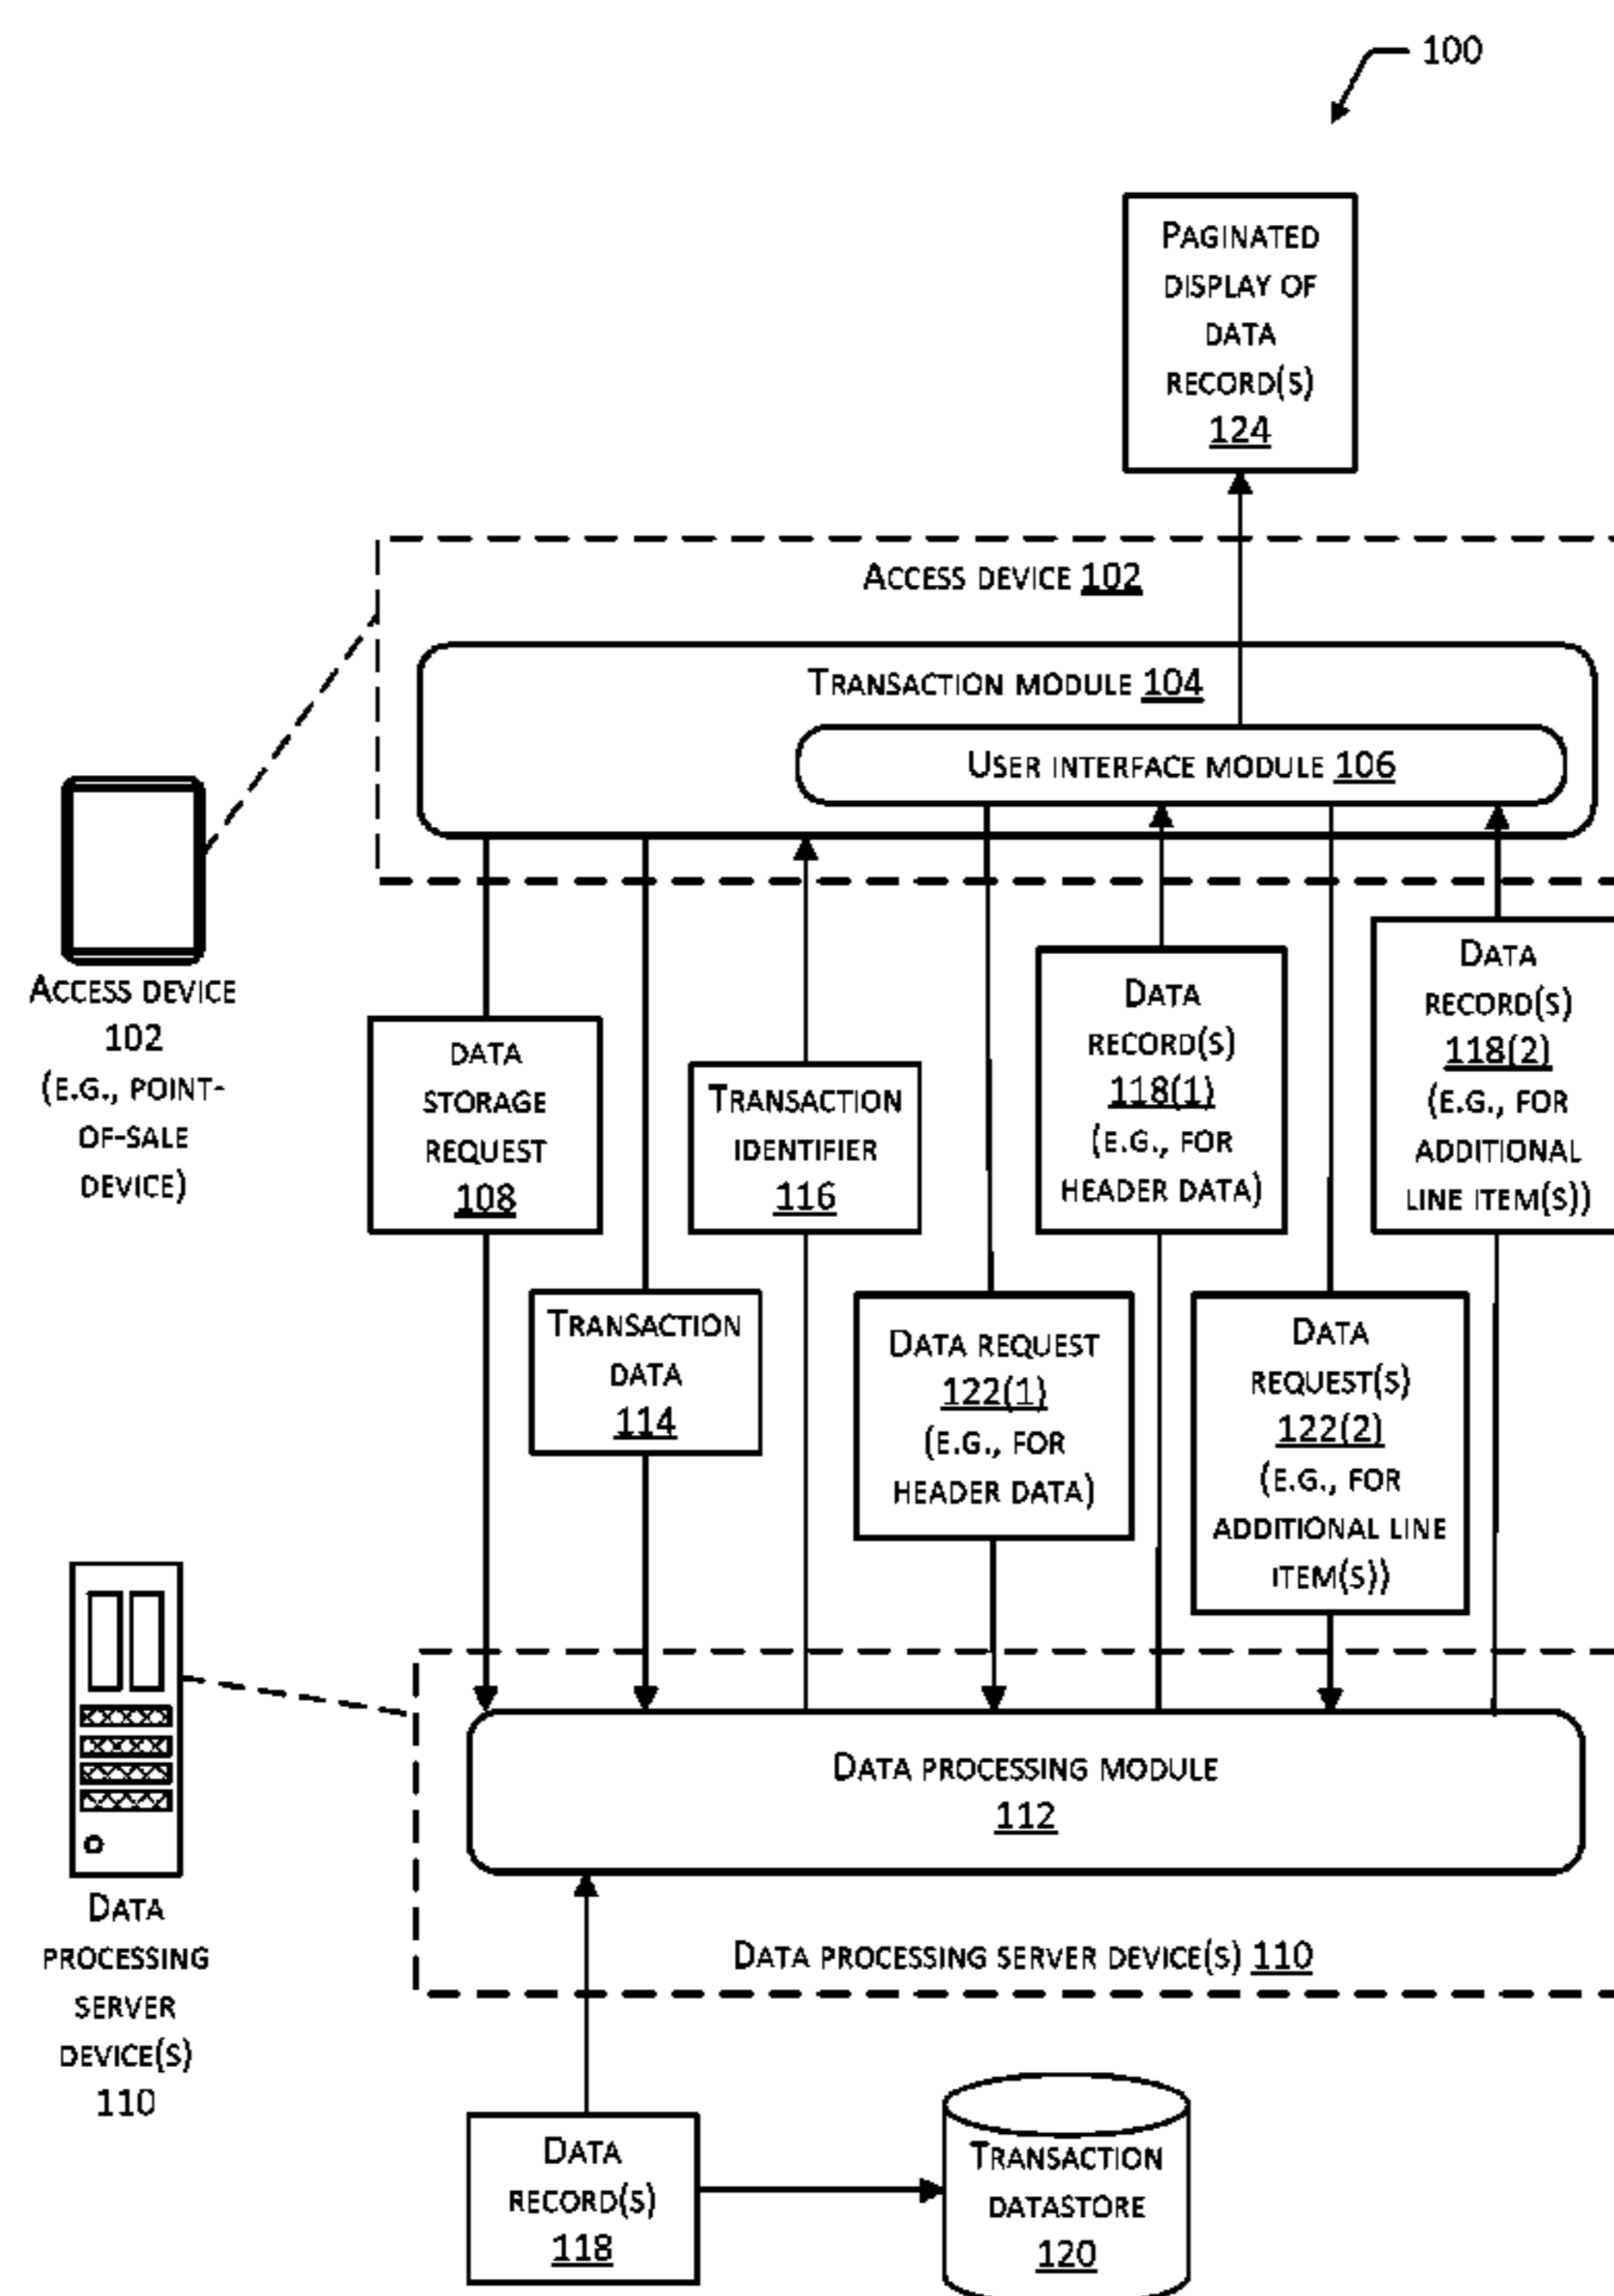 100
Paginated
display of
data
record(s)
124
Access device 102
Transaction module 104
User interface module 106
Access device
102
(e.g., point-
of-sale
device)
data
storage
request
108
Transaction
data
114
Transaction
identifier
116
Data request
122(1)
(e.g., for
header data)
Data
record(s)
118(1)
(e.g., for
header data)
Data
request(s)
122(2)
(e.g., for
additional line
item(s))
Data
record(s)
118(2)
(e.g., for
additional
line item(s))
Data processing module
112
Data processing server device(s) 110
Data
processing
server
device(s)
110
Data
record(s)
118
Transaction
datastore
120